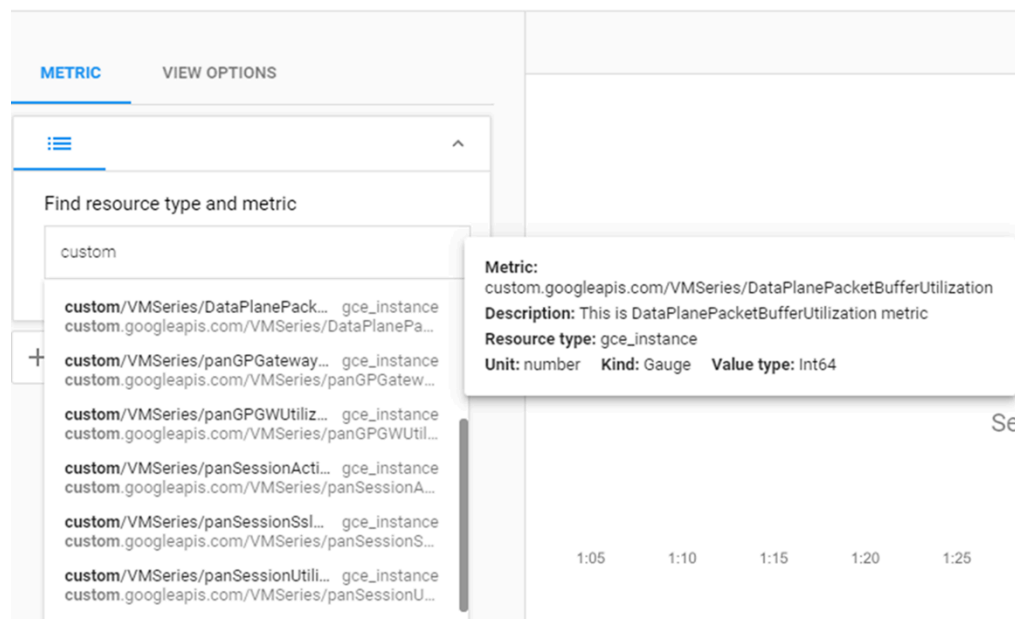 METRIC VIEW OPTIONS
Find resource type and metric
custom
custom/VMSeries/DataPlanePack... gce_instance
custom.googleapis.com/VMSeries/DataPlanePa...
custom/VMSeries/panGPGateway... gce_instance
custom.googleapis.com/VMSeries/panGPGatew...
custom/VMSeries/panGPGWUtiliz... gce_instance
custom.googleapis.com/VMSeries/panGPGWUtil...
custom/VMSeries/panSessionActi... gce_instance
custom.googleapis.com/VMSeries/panSessionA...
custom/VMSeries/panSessionSsl... gce_instance
custom.googleapis.com/VMSeries/panSessionS...
custom/VMSeries/panSessionUtili... gce_instance
custom.googleapis.com/VMSeries/panSessionU...
Metric:
custom.googleapis.com/VMSeries/DataPlanePacketBufferUtilization
Description: This is DataPlanePacketBufferUtilization metric
Resource type: gce_instance
Unit: number Kind: Gauge Value type: Int64
Se
1:05 1:10 1:15 1:20 1:25